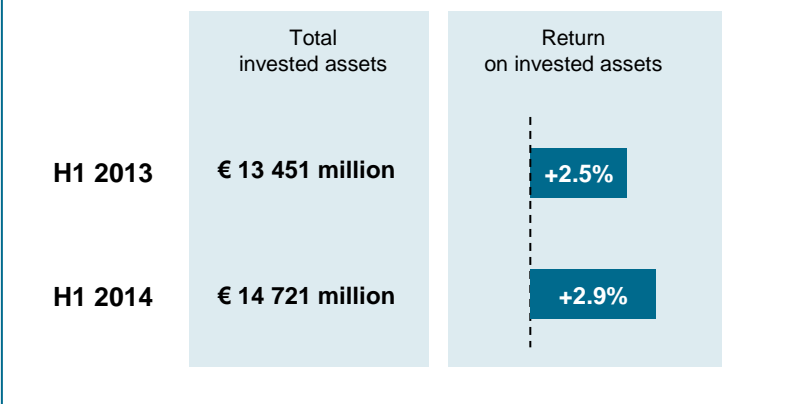 Total
invested assets
Return
on invested assets
H1 2013
€ 13 451 million
+2.5%
H1 2014
€ 14 721 million
+2.9%